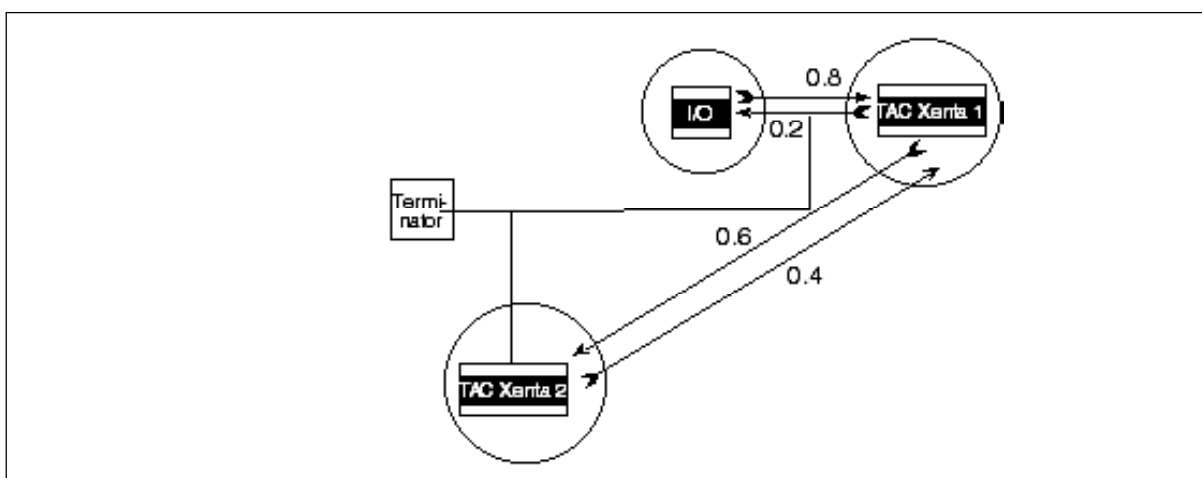 0.8
I/O
TAC Xenta 1
0.2
Termi-
nator
0.6
0.4
TAC Xenta 2